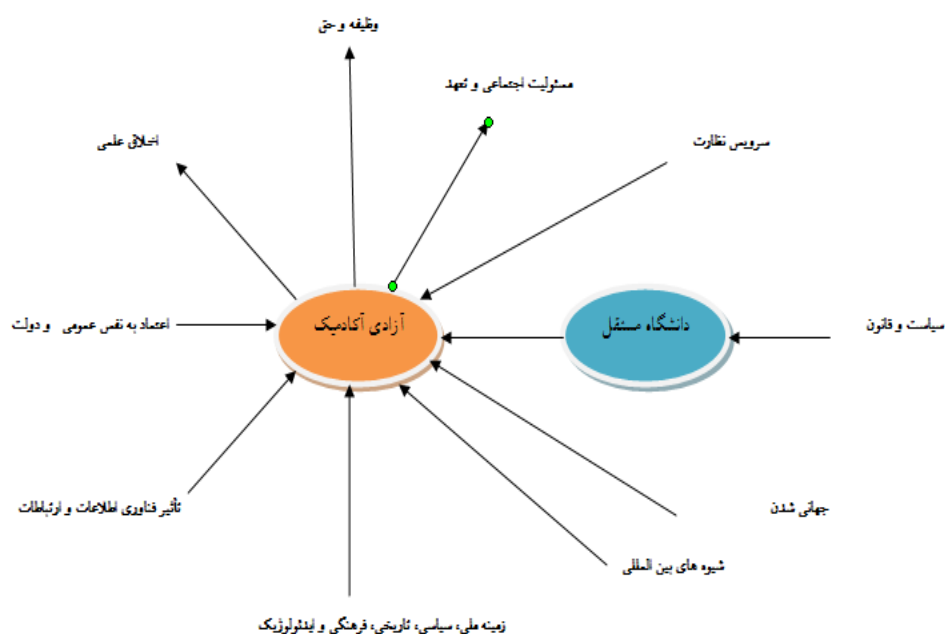 وظیفه و حق
مسئولیت اجتماعی و تعهد
سرویس نظارت
اخلاق علمی
اعتماد به نفس عمومی و دولت
آزادی آکادمیک
دانشگاه مستقل
سیاست و قانون
تأثیر فناوری اطلاعات و ارتباطات
جهانی شدن
شیوه های بین المللی
زمینه ملی، سیاسی، تاریخی، فرهنگی و ایدئولوژیک